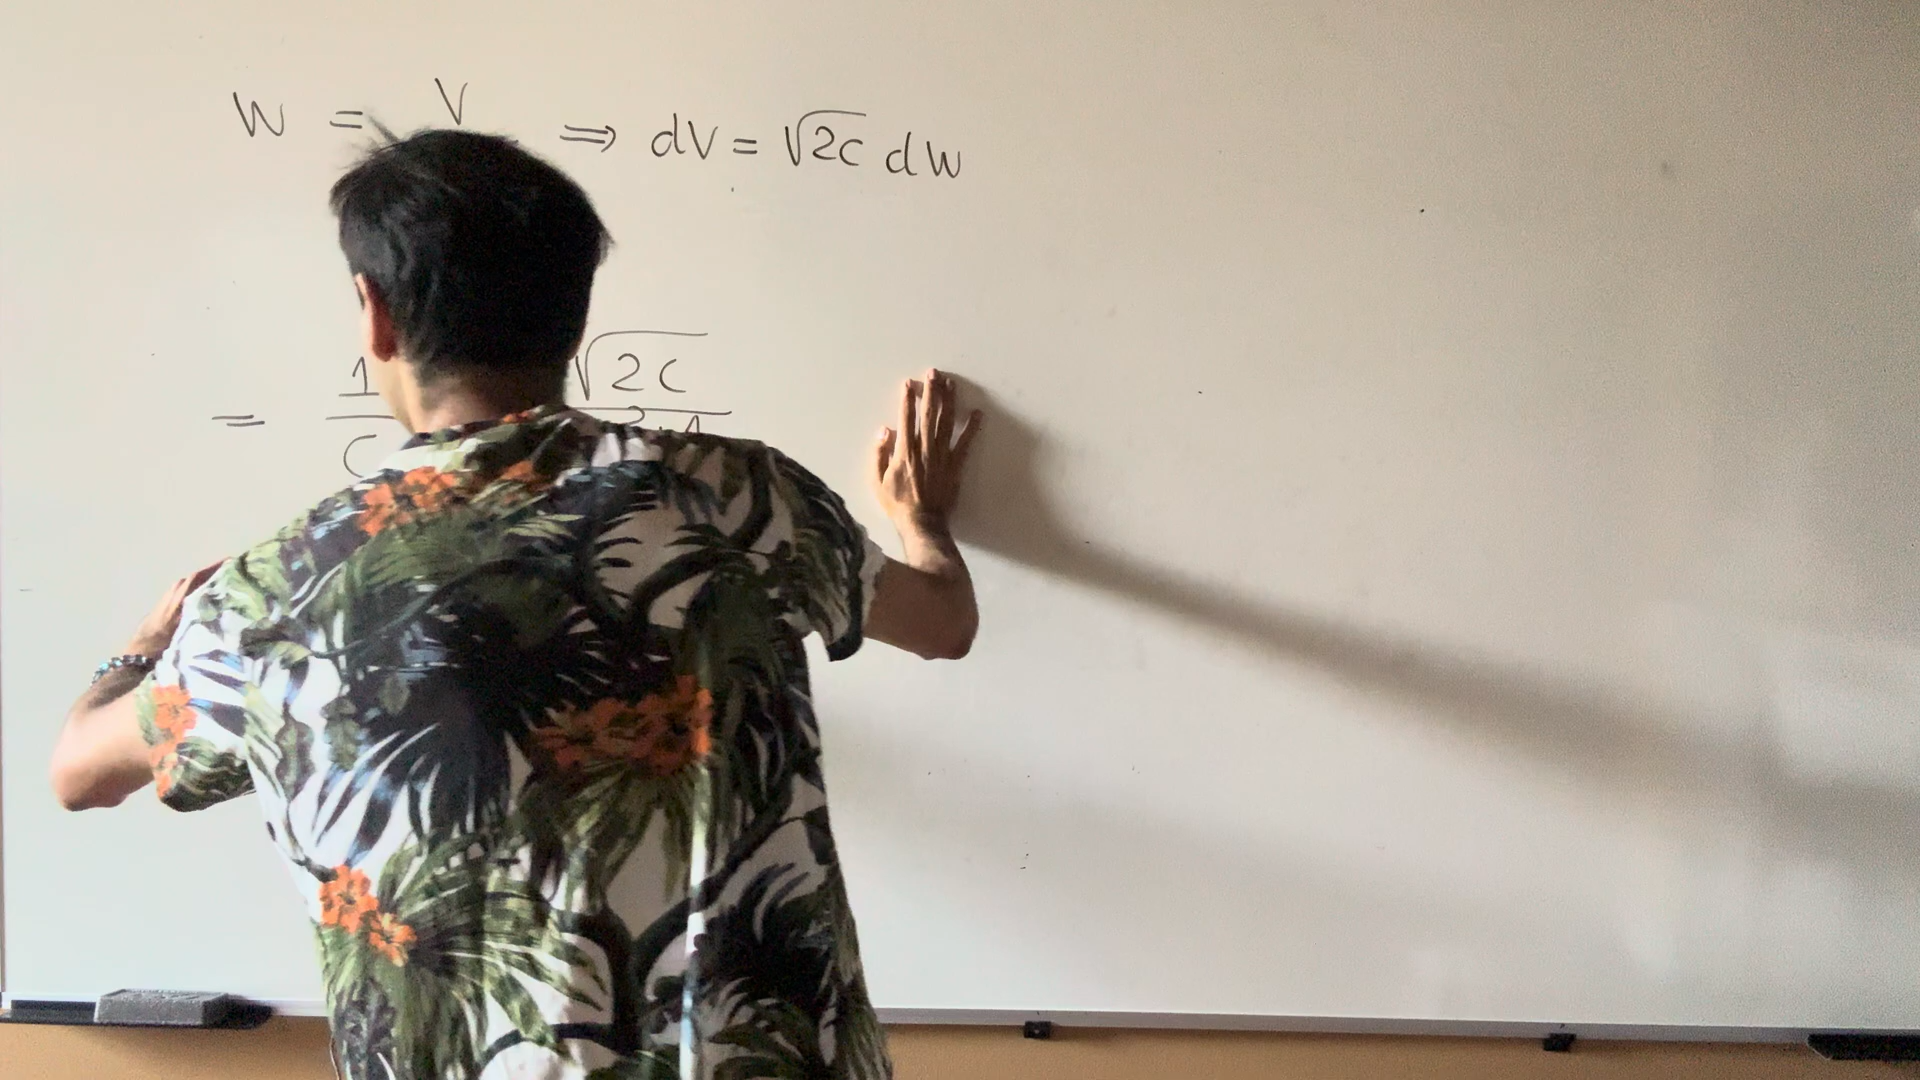 W = V ⇒ dV = √2C dW
= 1 √2C
C